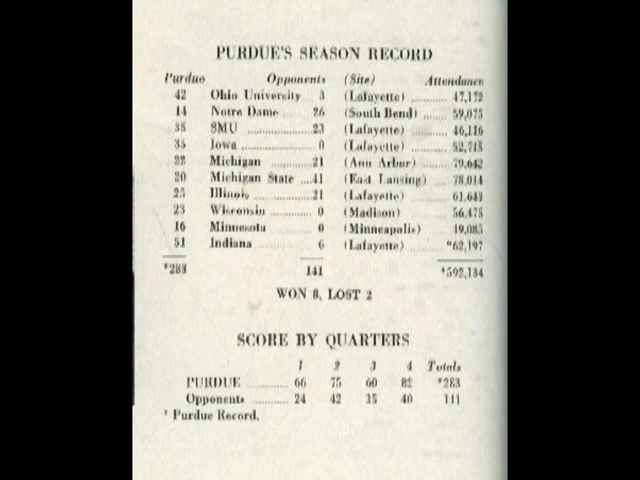 PURDUE'S SEASON RECORD
Purdue Opponents (Site) Attendance
42 Ohio University 3 (Lafayette) 47,172
14 Notre Dame 26 (South Bend) 59,075
35 SMU 23 (Lafayette) 46,116
35 Iowa 0 (Lafayette) 52,715
22 Michigan 21 (Ann Arbor) 79,642
20 Michigan State 41 (East Lansing) 78,014
25 Illinois 21 (Lafayette) 61,643
23 Wisconsin 0 (Madison) 56,475
16 Minnesota 0 (Minneapolis) 49,085
51 Indiana 6 (Lafayette) *62,197
*283 141 *592,134
WON 8, LOST 2
SCORE BY QUARTERS
1 2 3 4 Totals
PURDUE 66 75 60 82 *283
Opponents 24 42 35 40 141
* Purdue Record.